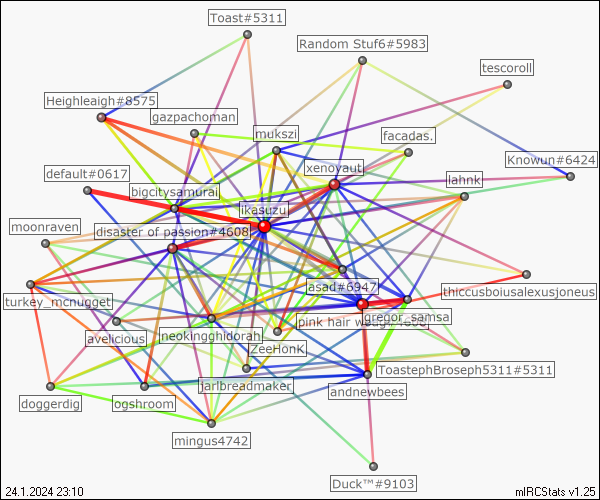 Toast#5311
Random Stuf6#5983
tescoroll
Heighleaigh#8575
gazpachoman
mukszi
facadas.
xenoyaut
Knowun#6424
default#0617
bigcitysamurai
lahnk
ikasuzu
moonraven
disaster of passion#4608
asad#6947
thiccusboiusalexusjoneus
turkey_mcnugget
gregor_samsa
pink hair
avelicious
neokingghidorah
ZeeHonK
ToastephBroseph5311#5311
jarlbreadmaker
andnewbees
doggerdig
ogshroom
mingus4742
Duck™#9103
24.1.2024 23:10
mIRCStats v1.25